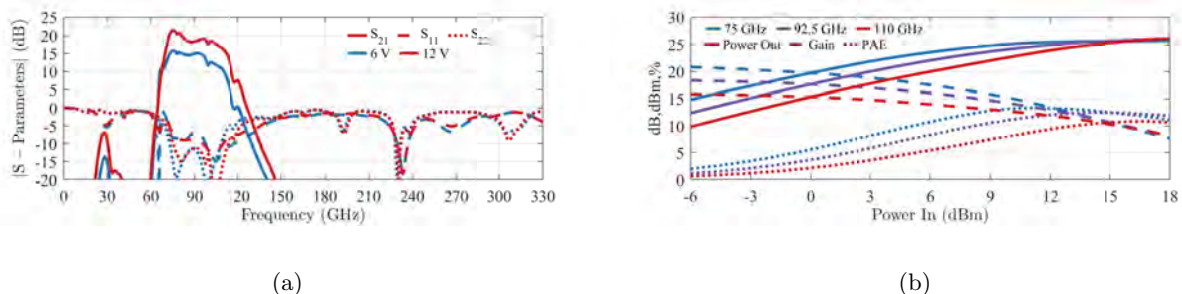 25
20
15
10
5
0
-5
-10
-15
-20
|S − Parameters| (dB)
S21 S11 S22
6 V 12 V
0 30 60 90 120 150 180 210 240 270 300 330
Frequency (GHz)
(a)
30
25
20
15
10
5
0
dB,dBm,%
75 GHz 92.5 GHz 110 GHz
Power Out Gain PAE
-6 -3 0 3 6 9 12 15 18
Power In (dBm)
(b)